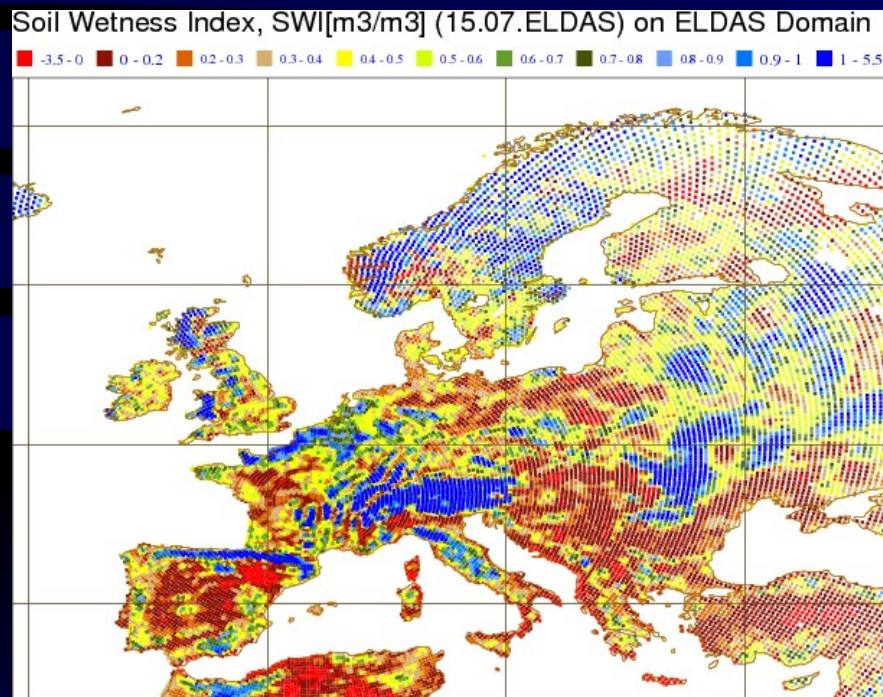 Soil Wetness Index, SWI[m3/m3] (15.07.ELDAS) on ELDAS Domain
-3.5 - 0 0 - 0.2 0.2 - 0.3 0.3 - 0.4 0.4 - 0.5 0.5 - 0.6 0.6 - 0.7 0.7 - 0.8 0.8 - 0.9 0.9 - 1 1 - 5.5